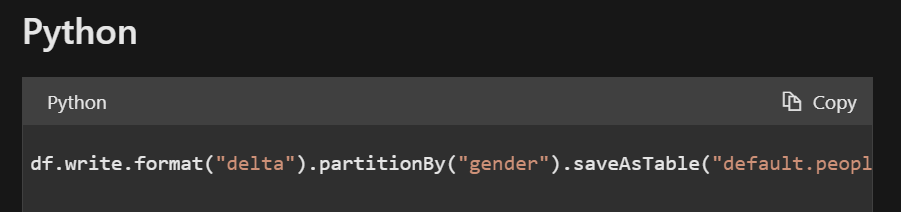 Python
Python
Copy
df.write.format("delta").partitionBy("gender").saveAsTable("default.peopl